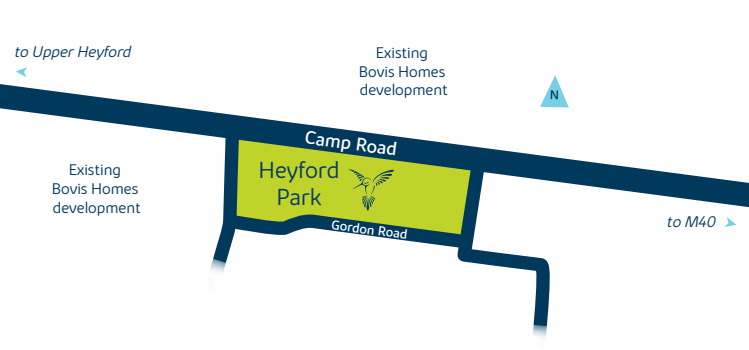 to Upper Heyford
Existing
Bovis Homes
development
N
Camp Road
Existing
Bovis Homes
development
Heyford
Park
Gordon Road
to M40